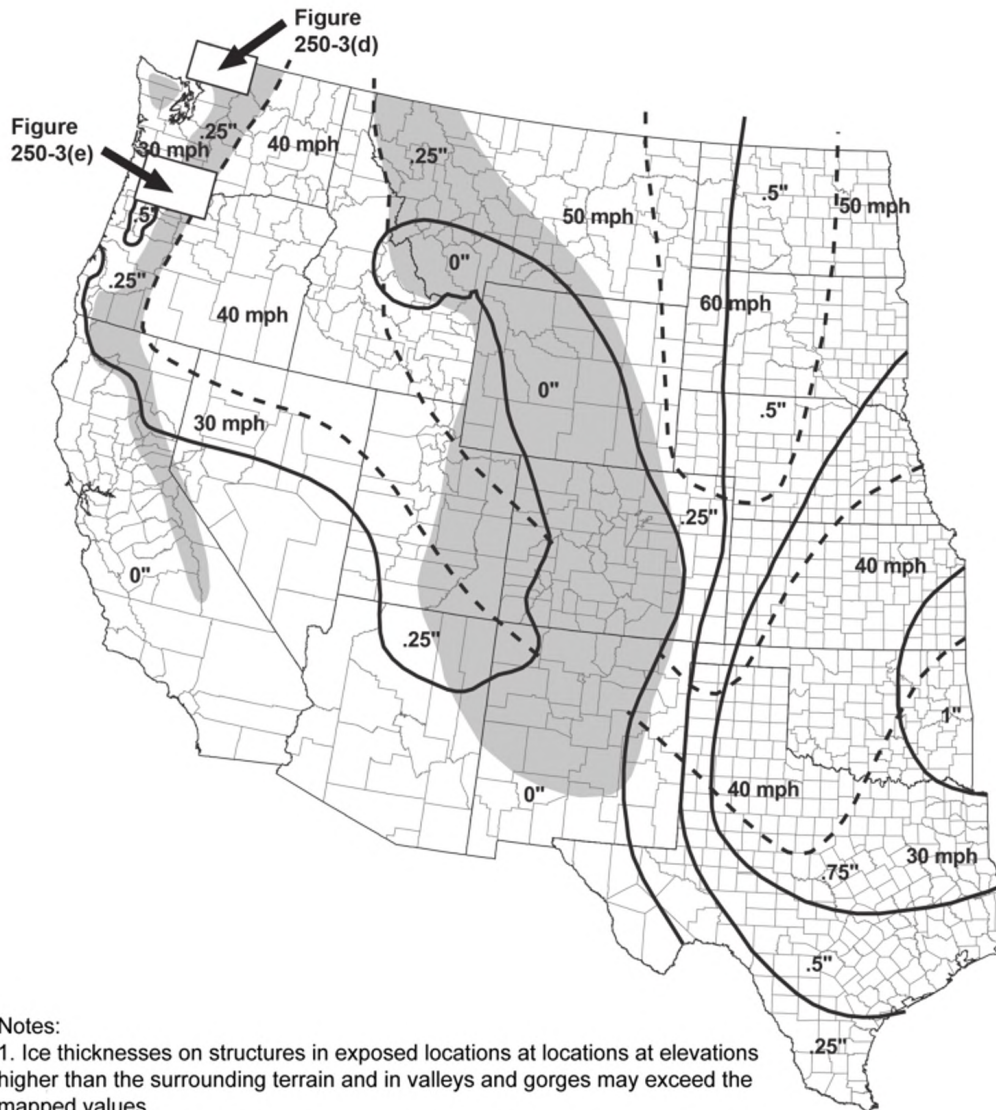 Figure
250-3(d)
Figure
250-3(e)
.25"
30 mph
40 mph
.25"
.5"
50 mph
.5"
50 mph
0"
.25"
60 mph
40 mph
0"
.5"
30 mph
.25"
40 mph
0"
.25"
1"
0"
40 mph
.75"
30 mph
.5"
.25"
Notes:
1. Ice thicknesses on structures in exposed locations at locations at elevations
higher than the surrounding terrain and in valleys and gorges may exceed the
mapped values